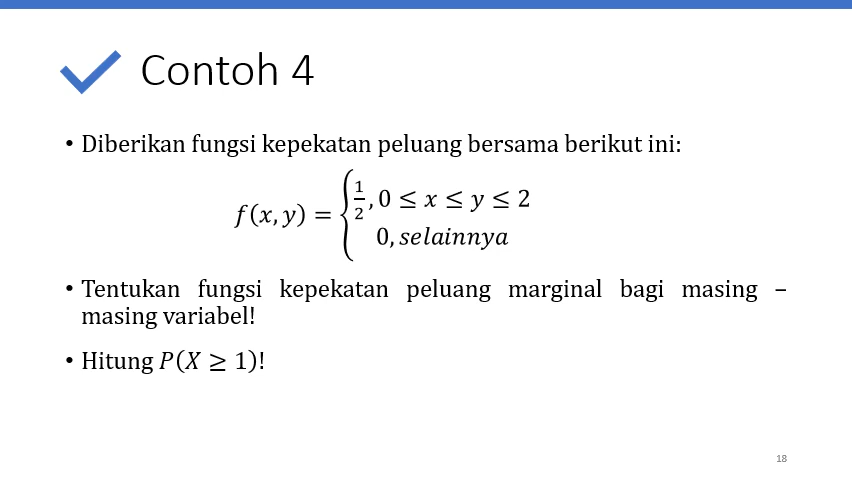 Contoh 4
• Diberikan fungsi kepekatan peluang bersama berikut ini:
f(x, y) = { 1/2 , 0 ≤ x ≤ y ≤ 2
0, selainnya
• Tentukan fungsi kepekatan peluang marginal bagi masing –
masing variabel!
• Hitung P(X ≥ 1)!
18